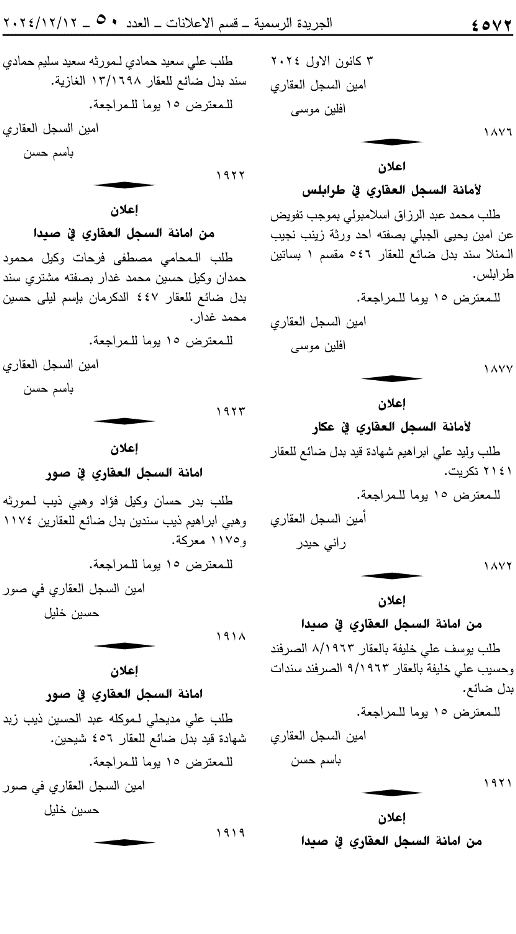 ٤٥٧٢
الجريدة الرسمية ـ قسم الاعلانات ـ العدد ٥٠ ـ ٢٠٢٤/١٢/١٢
٣ كانون الاول ٢٠٢٤
امين السجل العقاري
افلين موسى
١٨٧٦
اعلان
لأمانة السجل العقاري في طرابلس
طلب محمد عبد الرزاق اسلامبولي بموجب تفويض
عن امين يحيى الجبلي بصفته احد ورثة زينب نجيب
المنلا سند بدل ضائع للعقار ٥٤٦ مقسم ١ بساتين
طرابلس.
للمعترض ١٥ يوما للمراجعة.
امين السجل العقاري
افلين موسى
١٨٧٧
إعلان
لأمانة السجل العقاري في عكار
طلب وليد علي ابراهيم شهادة قيد بدل ضائع للعقار
٢١٤١ تكريت.
للمعترض ١٥ يوما للمراجعة.
أمين السجل العقاري
راني حيدر
١٨٧٢
إعلان
من امانة السجل العقاري في صيدا
طلب يوسف علي خليفة بالعقار ٨/١٩٦٣ الصرفند
وحسيب علي خليفة بالعقار ٩/١٩٦٣ الصرفند سندات
بدل ضائع.
للمعترض ١٥ يوما للمراجعة.
امين السجل العقاري
باسم حسن
١٩٢١
إعلان
من امانة السجل العقاري في صيدا
طلب علي سعيد حمادي لمورثه سعيد سليم حمادي
سند بدل ضائع للعقار ١٣/١٦٩٨ الغازية.
للمعترض ١٥ يوما للمراجعة.
امين السجل العقاري
باسم حسن
١٩٢٢
إعلان
من امانة السجل العقاري في صيدا
طلب المحامي مصطفى فرحات وكيل محمود
حمدان وكيل حسين محمد غدار بصفته مشتري سند
بدل ضائع للعقار ٤٤٧ الدكرمان بإسم ليلى حسين
محمد غدار.
للمعترض ١٥ يوما للمراجعة.
امين السجل العقاري
باسم حسن
١٩٢٣
إعلان
امانة السجل العقاري في صور
طلب بدر حسان وكيل فؤاد وهبي ذيب لمورثه
وهبي ابراهيم ذيب سندين بدل ضائع للعقارين ١١٧٤
و١١٧٥ معركة.
للمعترض ١٥ يوما للمراجعة.
امين السجل العقاري في صور
حسين خليل
١٩١٨
إعلان
امانة السجل العقاري في صور
طلب علي مديحلي لموكله عبد الحسين ذيب زيد
شهادة قيد بدل ضائع للعقار ٤٥٦ شيحين.
للمعترض ١٥ يوما للمراجعة.
امين السجل العقاري في صور
حسين خليل
١٩١٩